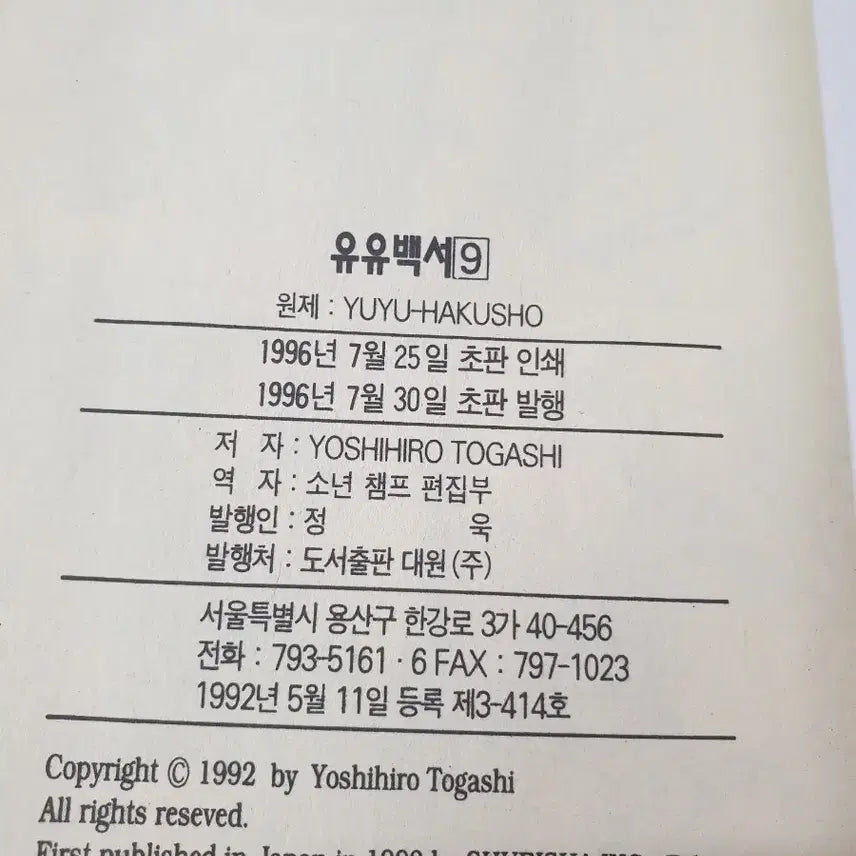 유유백서 9
원제 : YUYU-HAKUSHO
1996년 7월 25일 초판 인쇄
1996년 7월 30일 초판 발행
저 자 : YOSHIHIRO TOGASHI
역 자 : 소년 챔프 편집부
발행인 : 정 욱
발행처 : 도서출판 대원 (주)
서울특별시 용산구 한강로 3가 40-456
전화 : 793-5161 · 6 FAX : 797-1023
1992년 5월 11일 등록 제3-414호
Copyright © 1992 by Yoshihiro Togashi
All rights reseved.
First published in Japan in